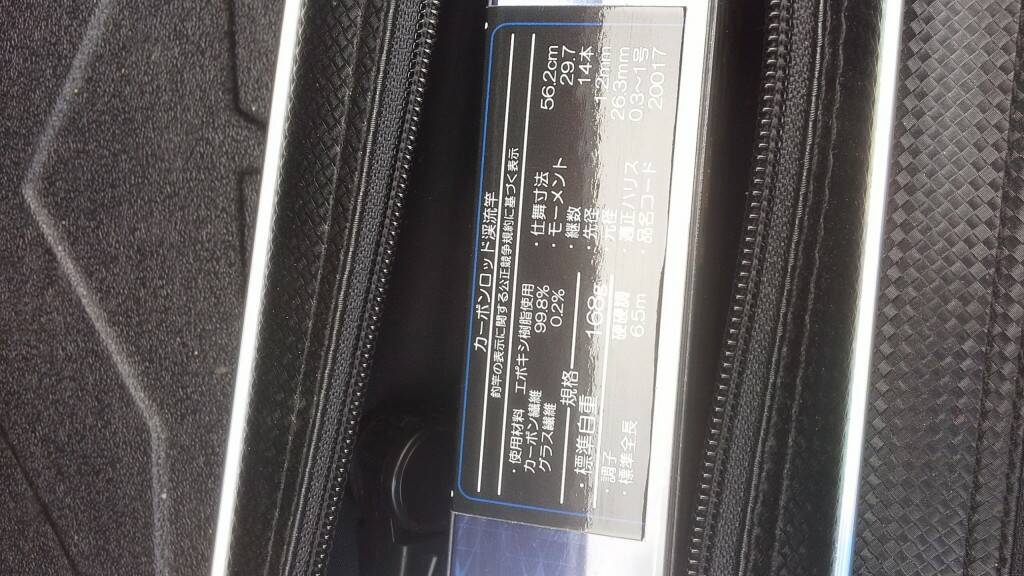 カーボンロッド渓流竿
釣竿の表示に関する公正競争規約に基づく表示
・使用材料 エポキシ樹脂使用
カーボン繊維 99.8%
グラス繊維 0.2%
規格
・標準自重 168g
・調子 硬硬調
・標準全長 6.5m
・仕舞寸法 56.2cm
・モーメント 29.7
・継数 14本
先径 1.2mm
元径 26.3mm
適正ハリス 0.3~1号
・品名コード 20017